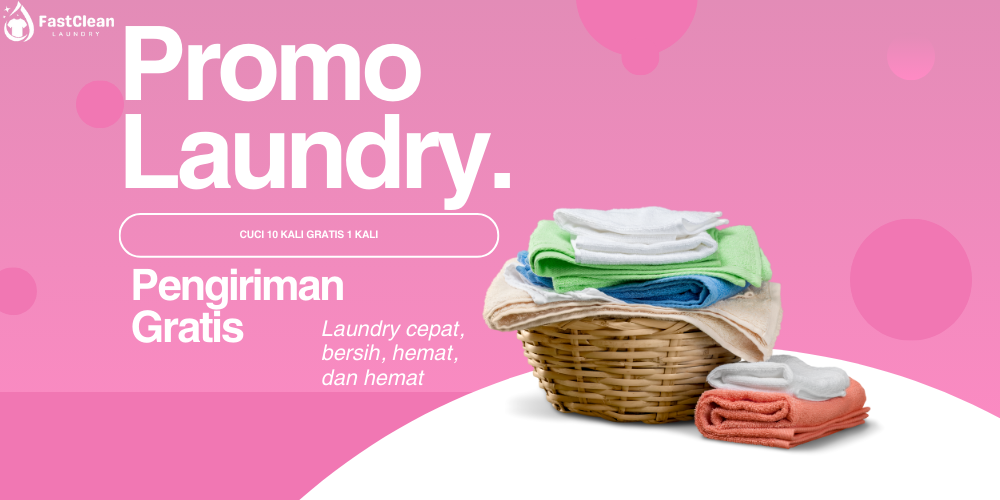 FastClean
LAUNDRY
Promo
Laundry.
CUCI 10 KALI GRATIS 1 KALI
Pengiriman
Gratis
Laundry cepat,
bersih, hemat,
dan hemat